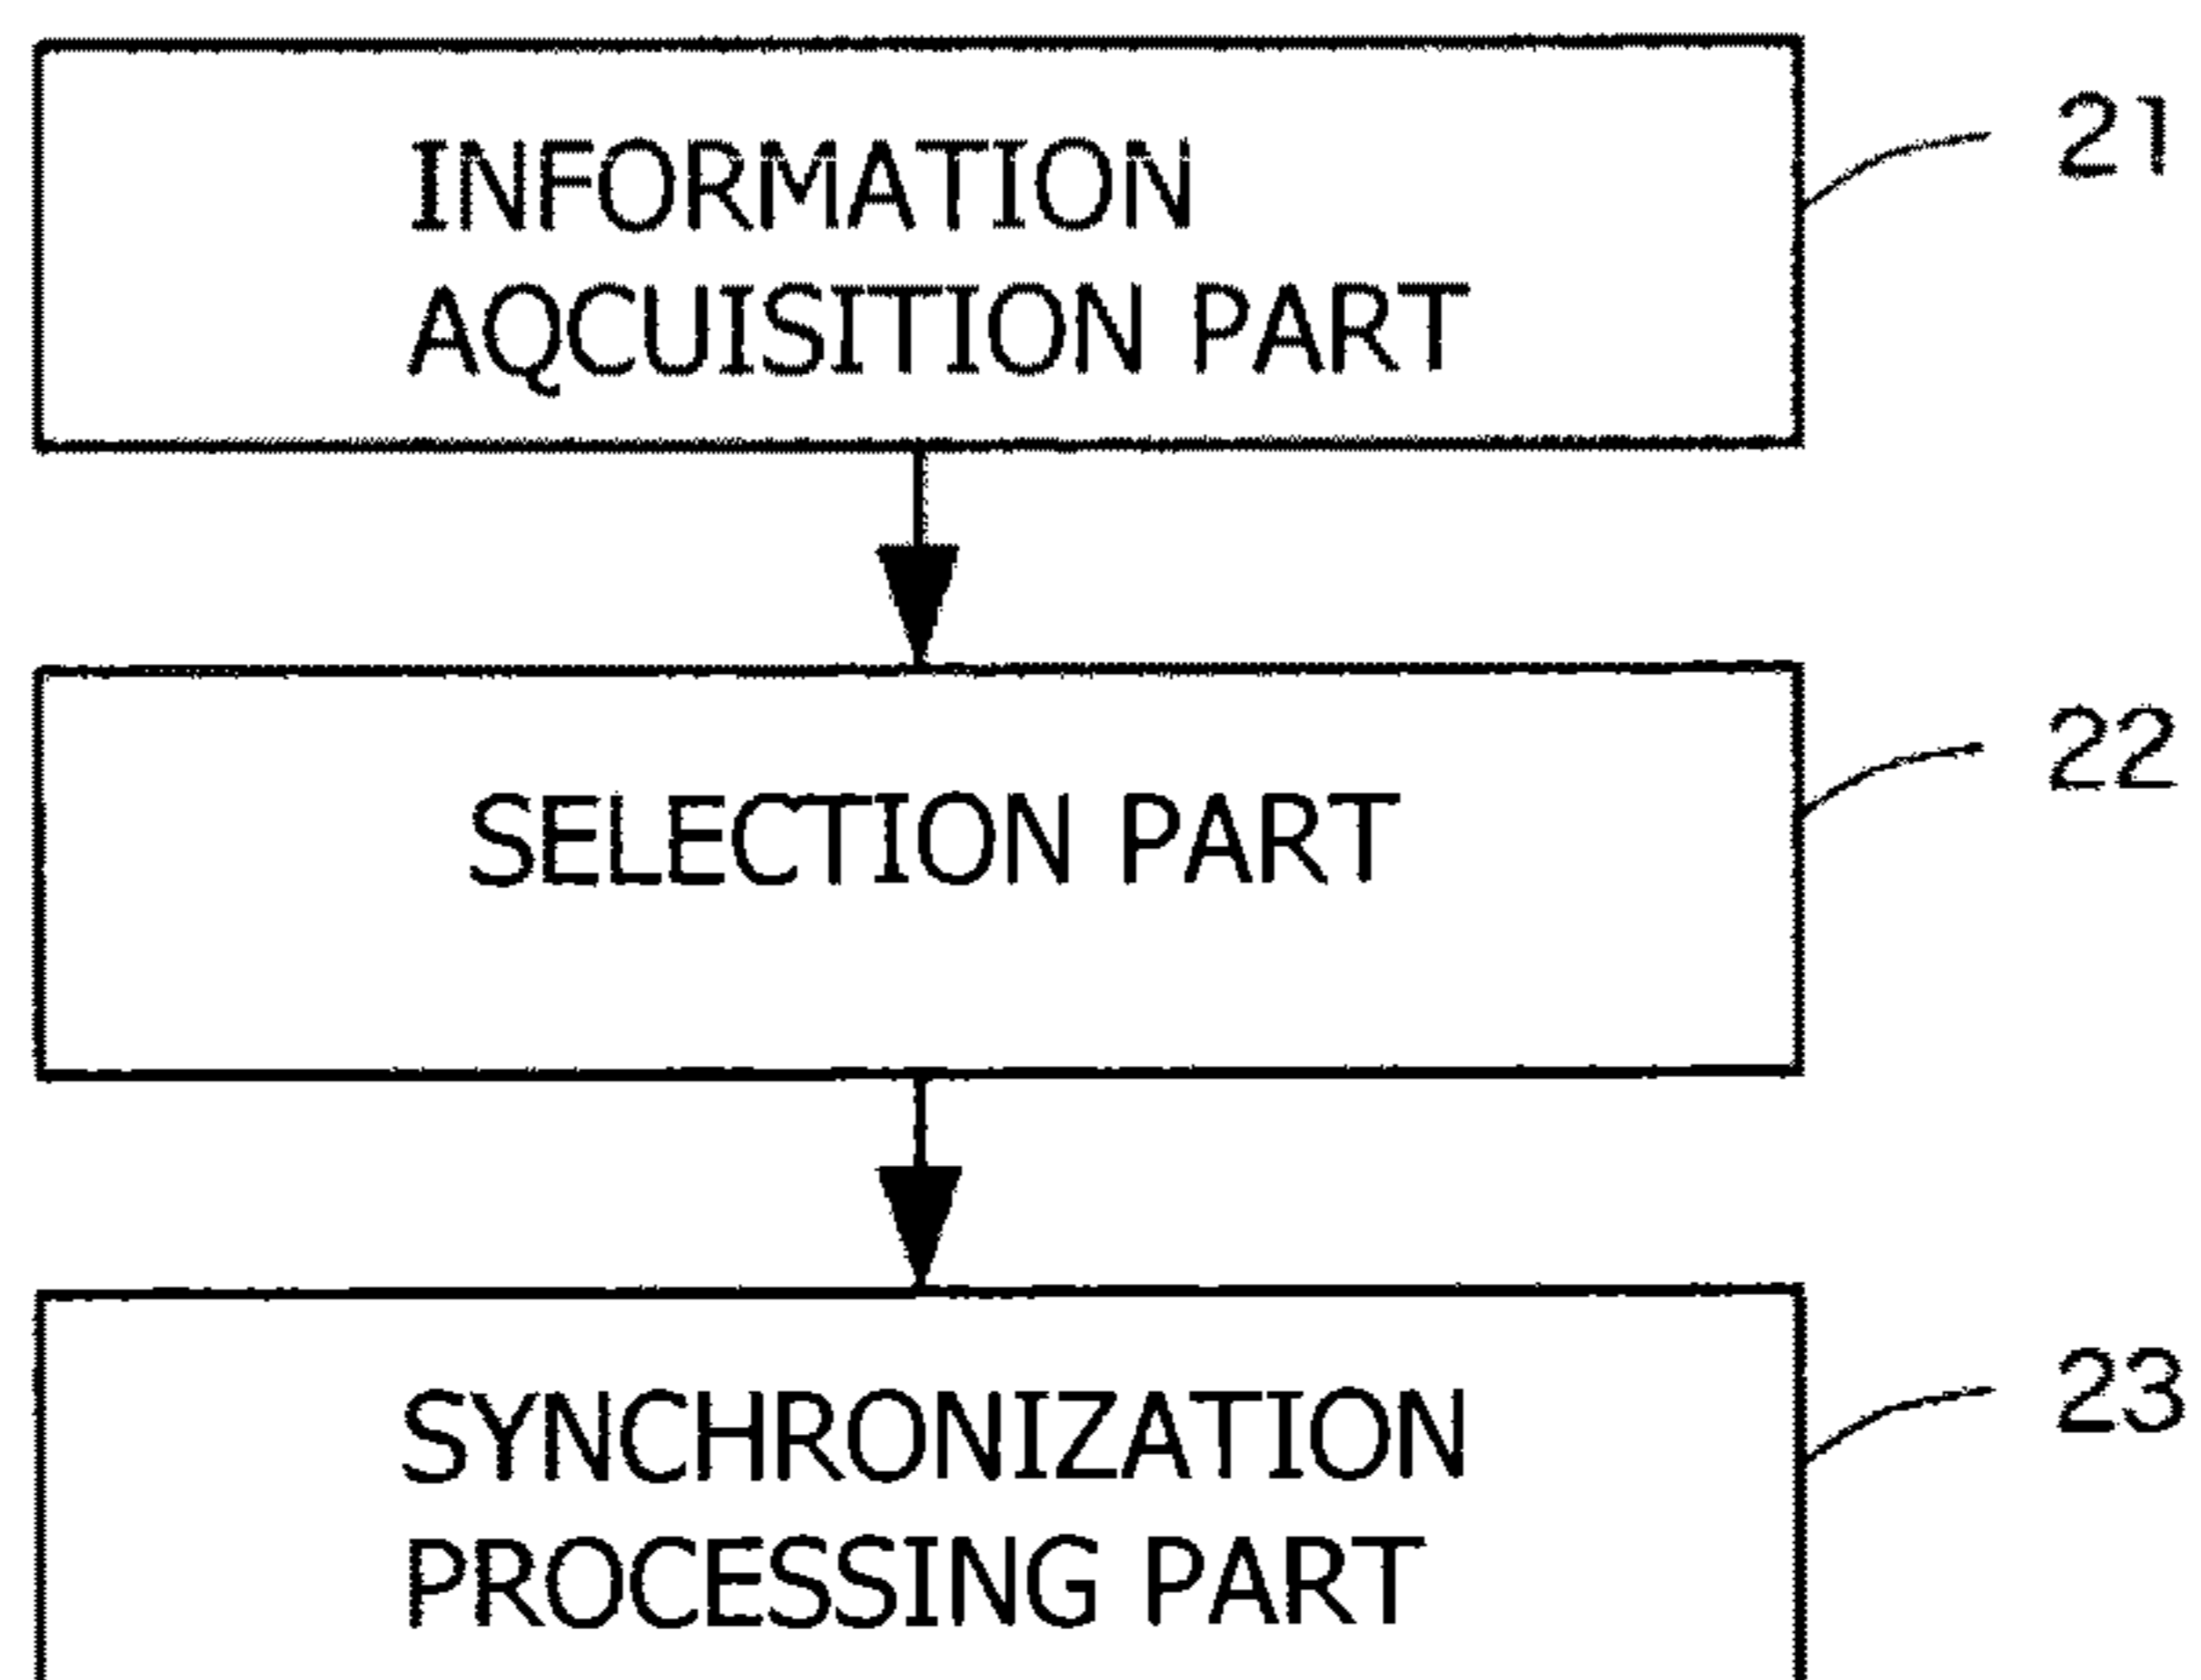 INFORMATION
AQCUISITION PART
21
SELECTION PART
22
SYNCHRONIZATION
PROCESSING PART
23